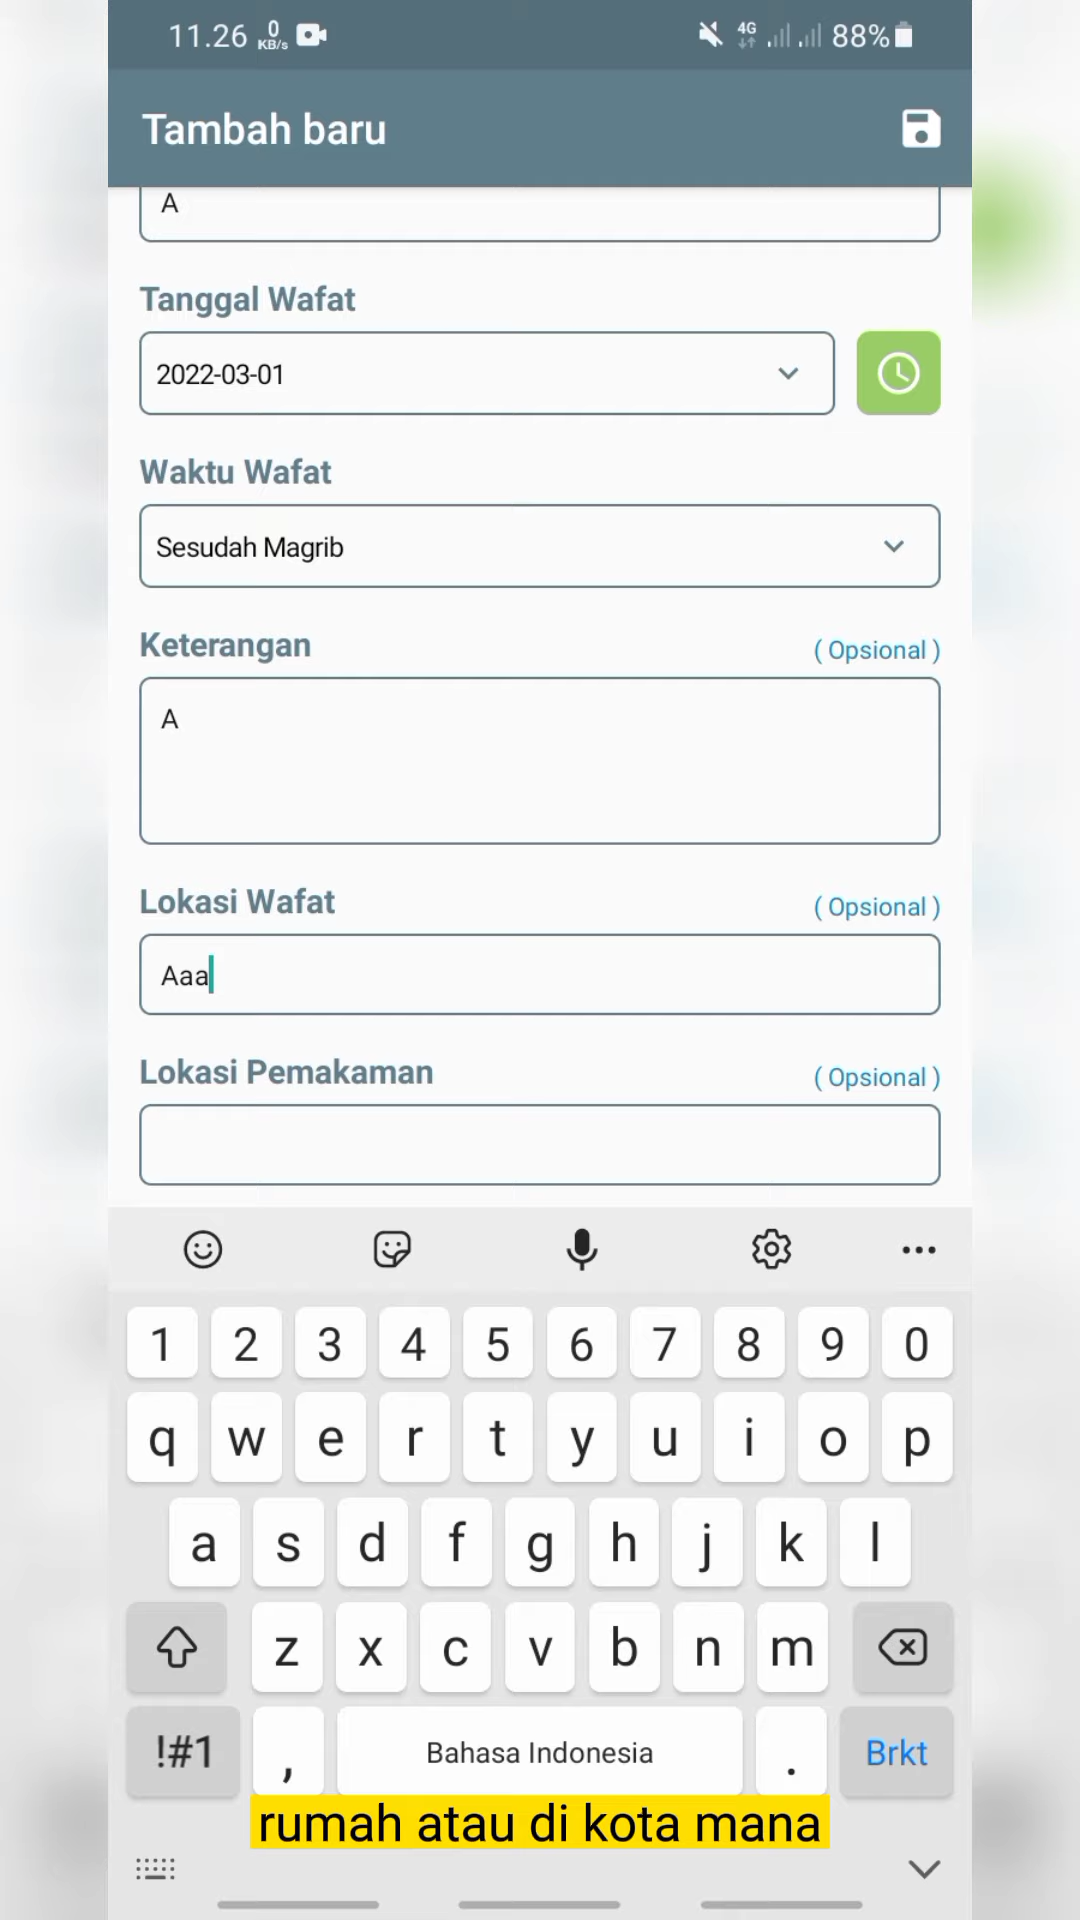 11.26 0 KB/s 4G 88%
Tambah baru
A
Tanggal Wafat
2022-03-01
Waktu Wafat
Sesudah Magrib
Keterangan ( Opsional )
A
Lokasi Wafat ( Opsional )
Aaa
Lokasi Pemakaman ( Opsional )
1 2 3 4 5 6 7 8 9 0
q w e r t y u i o p
a s d f g h j k l
z x c v b n m
!#1 , Bahasa Indonesia . Brkt
rumah atau di kota mana